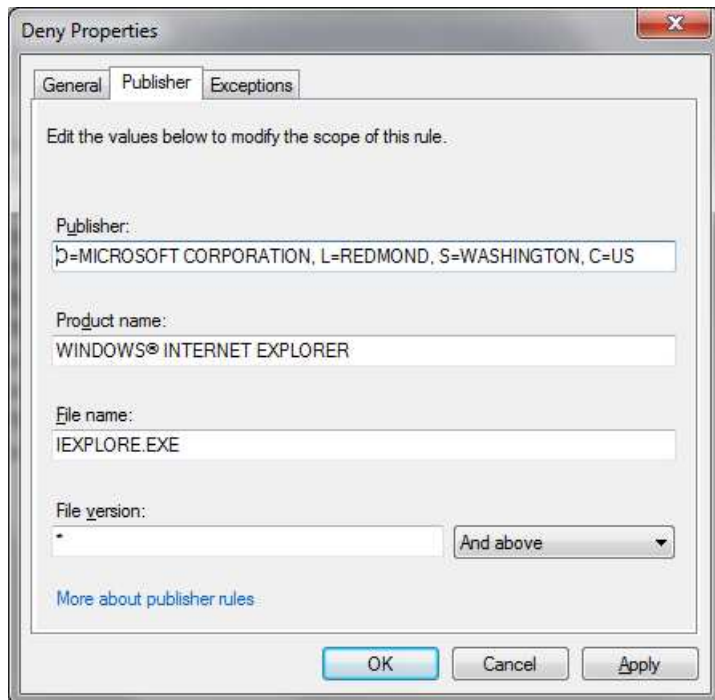 Deny Properties
General Publisher Exceptions
Edit the values below to modify the scope of this rule.
Publisher:
O=MICROSOFT CORPORATION, L=REDMOND, S=WASHINGTON, C=US
Product name:
WINDOWS® INTERNET EXPLORER
File name:
IEXPLORE.EXE
File version:
* And above
More about publisher rules
OK Cancel Apply